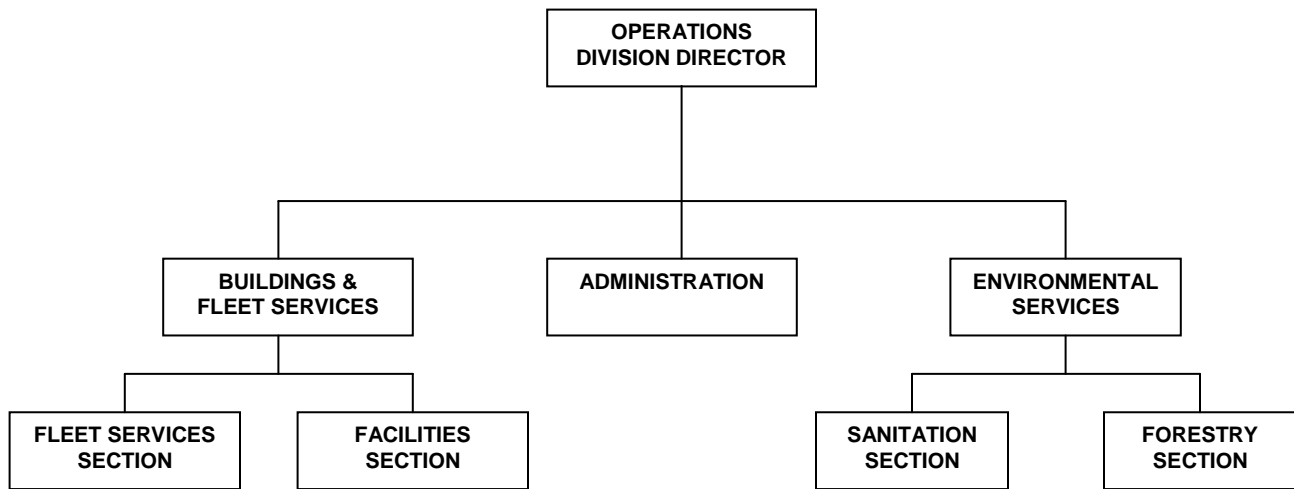 OPERATIONS
DIVISION DIRECTOR
BUILDINGS &
FLEET SERVICES
ADMINISTRATION
ENVIRONMENTAL
SERVICES
FLEET SERVICES
SECTION
FACILITIES
SECTION
SANITATION
SECTION
FORESTRY
SECTION